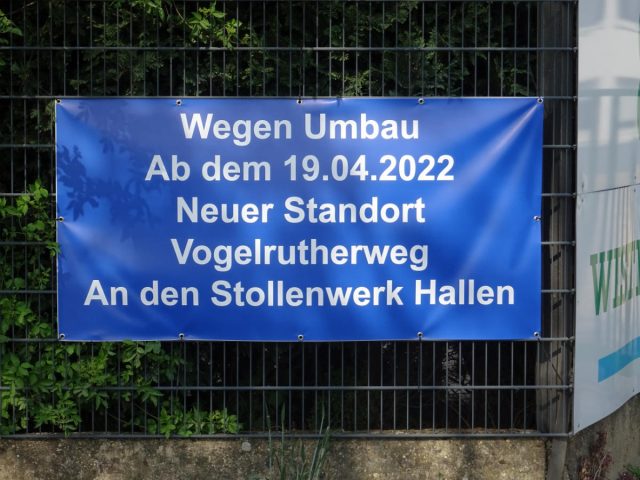 Wegen Umbau
Ab dem 19.04.2022
Neuer Standort
Vogelrutherweg
An den Stollenwerk Hallen